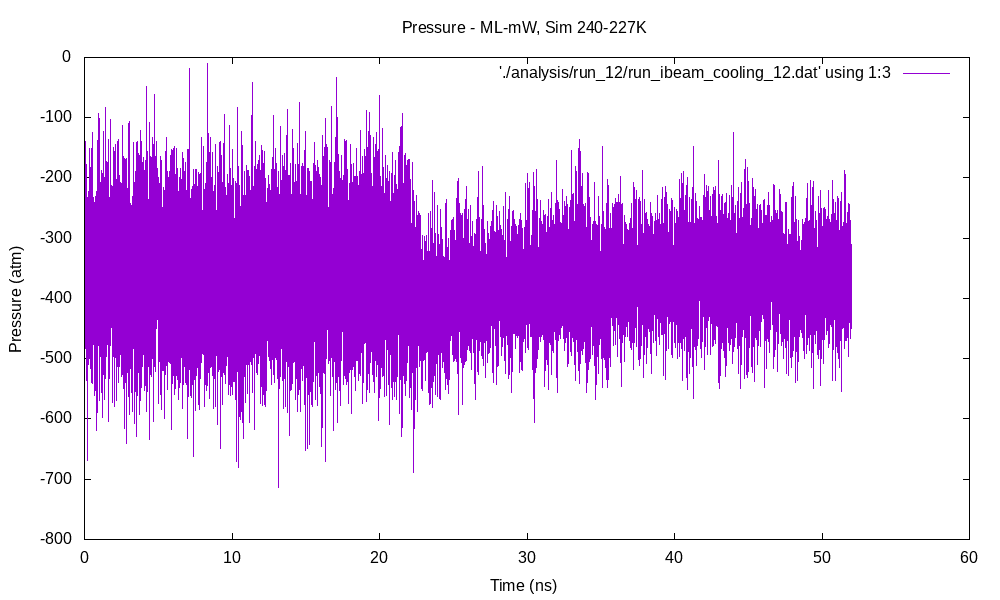 Pressure - ML-mW, Sim 240-227K
'./analysis/run_12/run_ibeam_cooling_12.dat' using 1:3
0
-100
-200
-300
-400
-500
-600
-700
-800
Pressure (atm)
0 10 20 30 40 50 60
Time (ns)